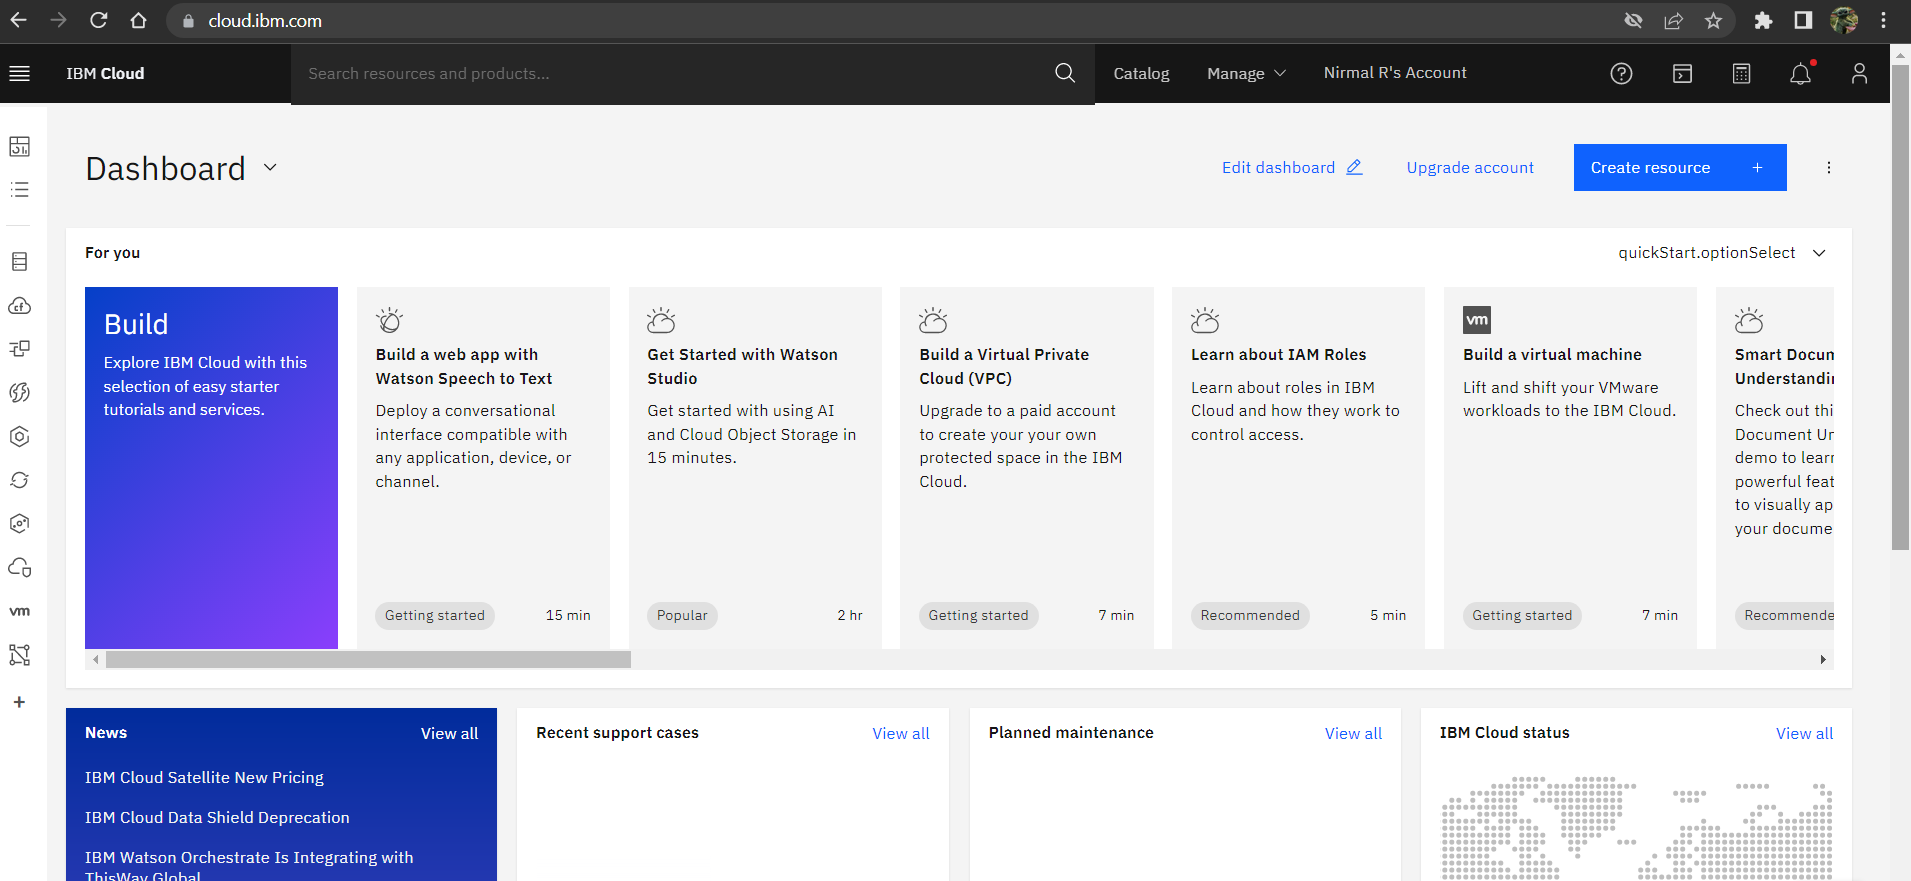 cloud.ibm.com
IBM Cloud
Search resources and products...
Catalog
Manage
Nirmal R's Account
Dashboard
Edit dashboard
Upgrade account
Create resource +
For you
quickStart.optionSelect
Build
Explore IBM Cloud with this
selection of easy starter
tutorials and services.
Build a web app with
Watson Speech to Text
Deploy a conversational
interface compatible with
any application, device, or
channel.
Getting started
15 min
Get Started with Watson
Studio
Get started with using AI
and Cloud Object Storage in
15 minutes.
Popular
2 hr
Build a Virtual Private
Cloud (VPC)
Upgrade to a paid account
to create your your own
protected space in the IBM
Cloud.
Getting started
7 min
Learn about IAM Roles
Learn about roles in IBM
Cloud and how they work to
control access.
Recommended
5 min
vm
Build a virtual machine
Lift and shift your VMware
workloads to the IBM Cloud.
Getting started
7 min
Smart Docum
Understandin
Check out thi
Document Un
demo to learn
powerful feat
to visually ap
your docume
Recommende
vm
News
View all
IBM Cloud Satellite New Pricing
IBM Cloud Data Shield Deprecation
IBM Watson Orchestrate Is Integrating with
ThisWay Global
Recent support cases
View all
Planned maintenance
View all
IBM Cloud status
View all